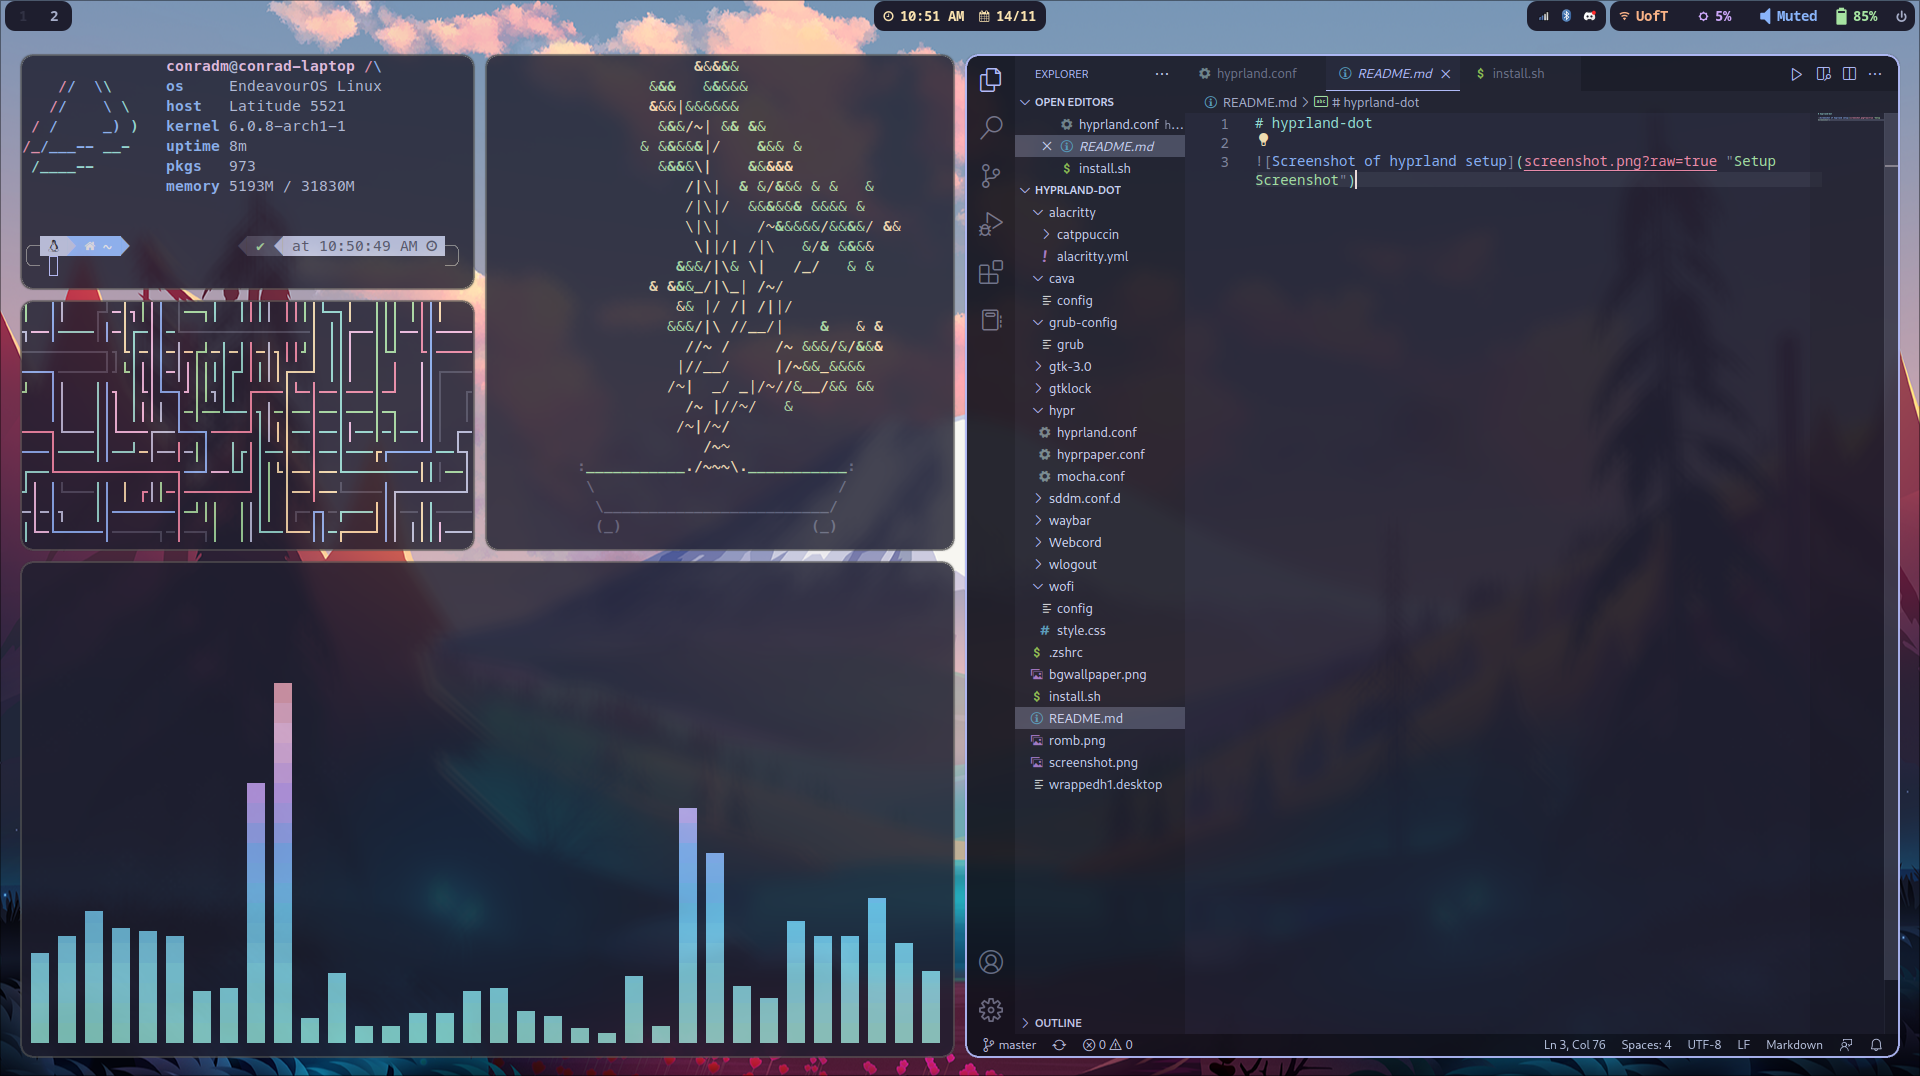 1 2
10:51 AM 14/11
UofT 5% Muted 85%
conradm@conrad-laptop /\
os EndeavourOS Linux
host Latitude 5521
kernel 6.0.8-arch1-1
uptime 8m
pkgs 973
memory 5193M / 31830M
~
✔ at 10:50:49 AM
EXPLORER ···
OPEN EDITORS
hyprland.conf h...
README.md
install.sh
HYPRLAND-DOT
alacritty
catppuccin
! alacritty.yml
cava
config
grub-config
grub
gtk-3.0
gtklock
hypr
hyprland.conf
hyprpaper.conf
mocha.conf
sddm.conf.d
waybar
Webcord
wlogout
wofi
config
# style.css
$ .zshrc
bgwallpaper.png
$ install.sh
README.md
romb.png
screenshot.png
wrappedh1.desktop
OUTLINE
hyprland.conf README.md install.sh
README.md > # hyprland-dot
1 # hyprland-dot
2
3 ![Screenshot of hyprland setup](screenshot.png?raw=true "Setup
Screenshot")
master 0 0 Ln 3, Col 76 Spaces: 4 UTF-8 LF Markdown